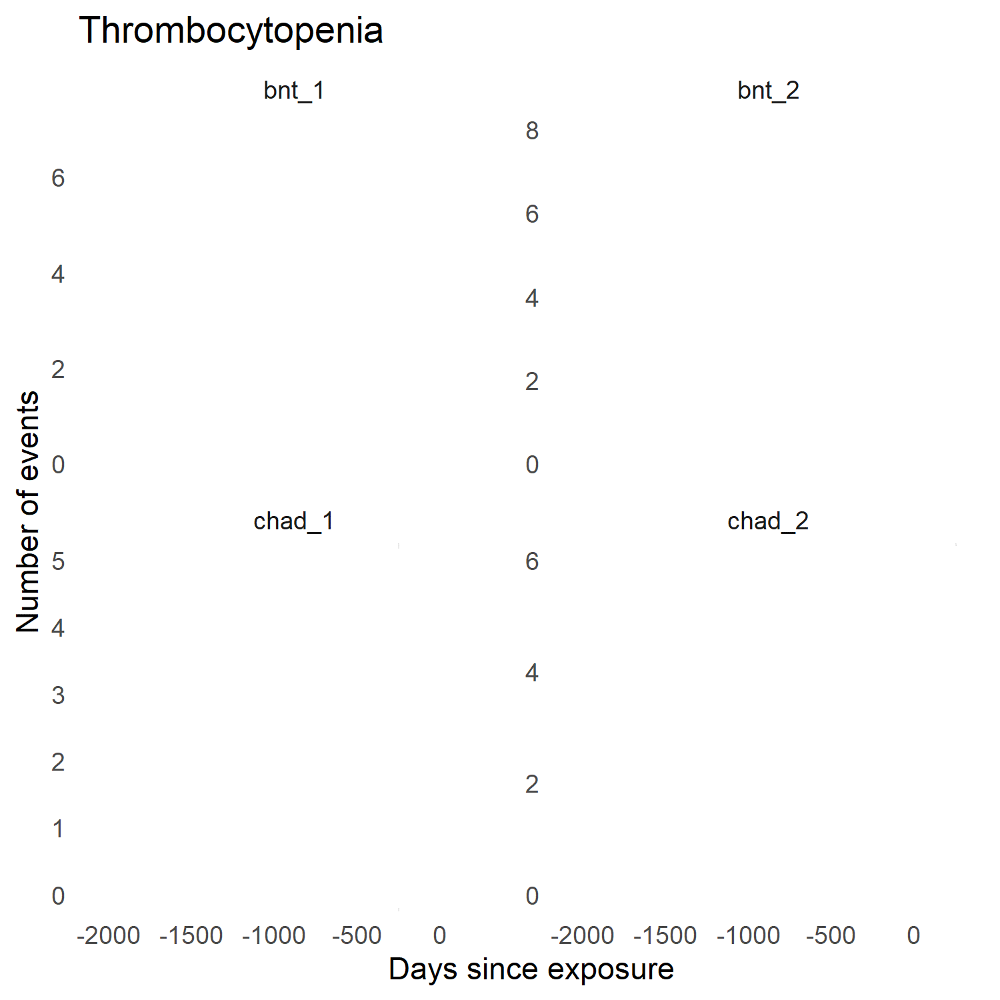 Thrombocytopenia
bnt_1
bnt_2
6
4
2
0
8
6
4
2
0
Number of events
chad_1
chad_2
5
4
3
2
1
0
6
4
2
0
-2000 -1500 -1000 -500 0
-2000 -1500 -1000 -500 0
Days since exposure